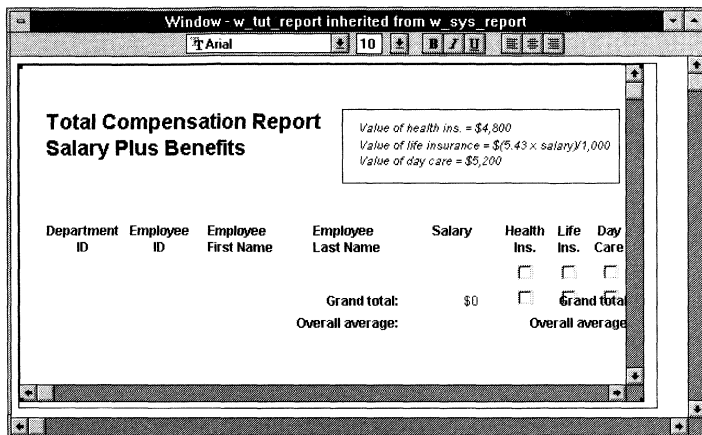 Window - w_tut_report inherited from w_sys_report
Arial 10 B I U
Total Compensation Report
Salary Plus Benefits
Value of health ins. = $4,800
Value of life insurance = $(5.43 x salary)/1,000
Value of day care = $5,200
Department ID
Employee ID
Employee First Name
Employee Last Name
Salary
Health Ins.
Life Ins.
Day Care
Grand total: $0 Grand total
Overall average: Overall average